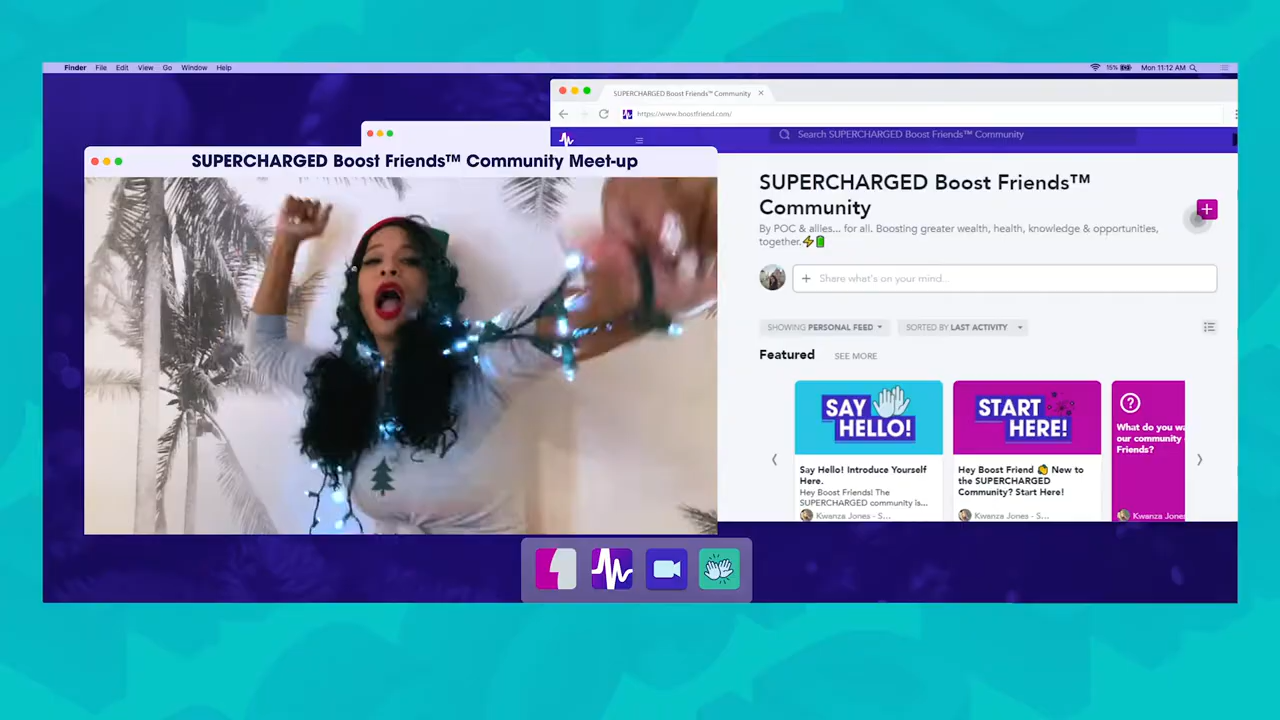 Finder File Edit View Go Window Help
15% Mon 11:12 AM
SUPERCHARGED Boost Friends™ Community
https://www.boostfriend.com/
Search SUPERCHARGED Boost Friends™ Community
SUPERCHARGED Boost Friends™ Community Meet-up
SUPERCHARGED Boost Friends™
Community
By POC & allies... for all. Boosting greater wealth, health, knowledge & opportunities,
together.⚡🔋
+ Share what's on your mind...
SHOWING PERSONAL FEED
SORTED BY LAST ACTIVITY
Featured SEE MORE
SAY
HELLO!
Say Hello! Introduce Yourself
Here.
Hey Boost Friends! The
SUPERCHARGED community is...
Kwanza Jones - S...
START
HERE!
Hey Boost Friend 👏 New to
the SUPERCHARGED
Community? Start Here!
Kwanza Jones - S...
What do you wa
our community
Friends?
Kwanza Jones - S